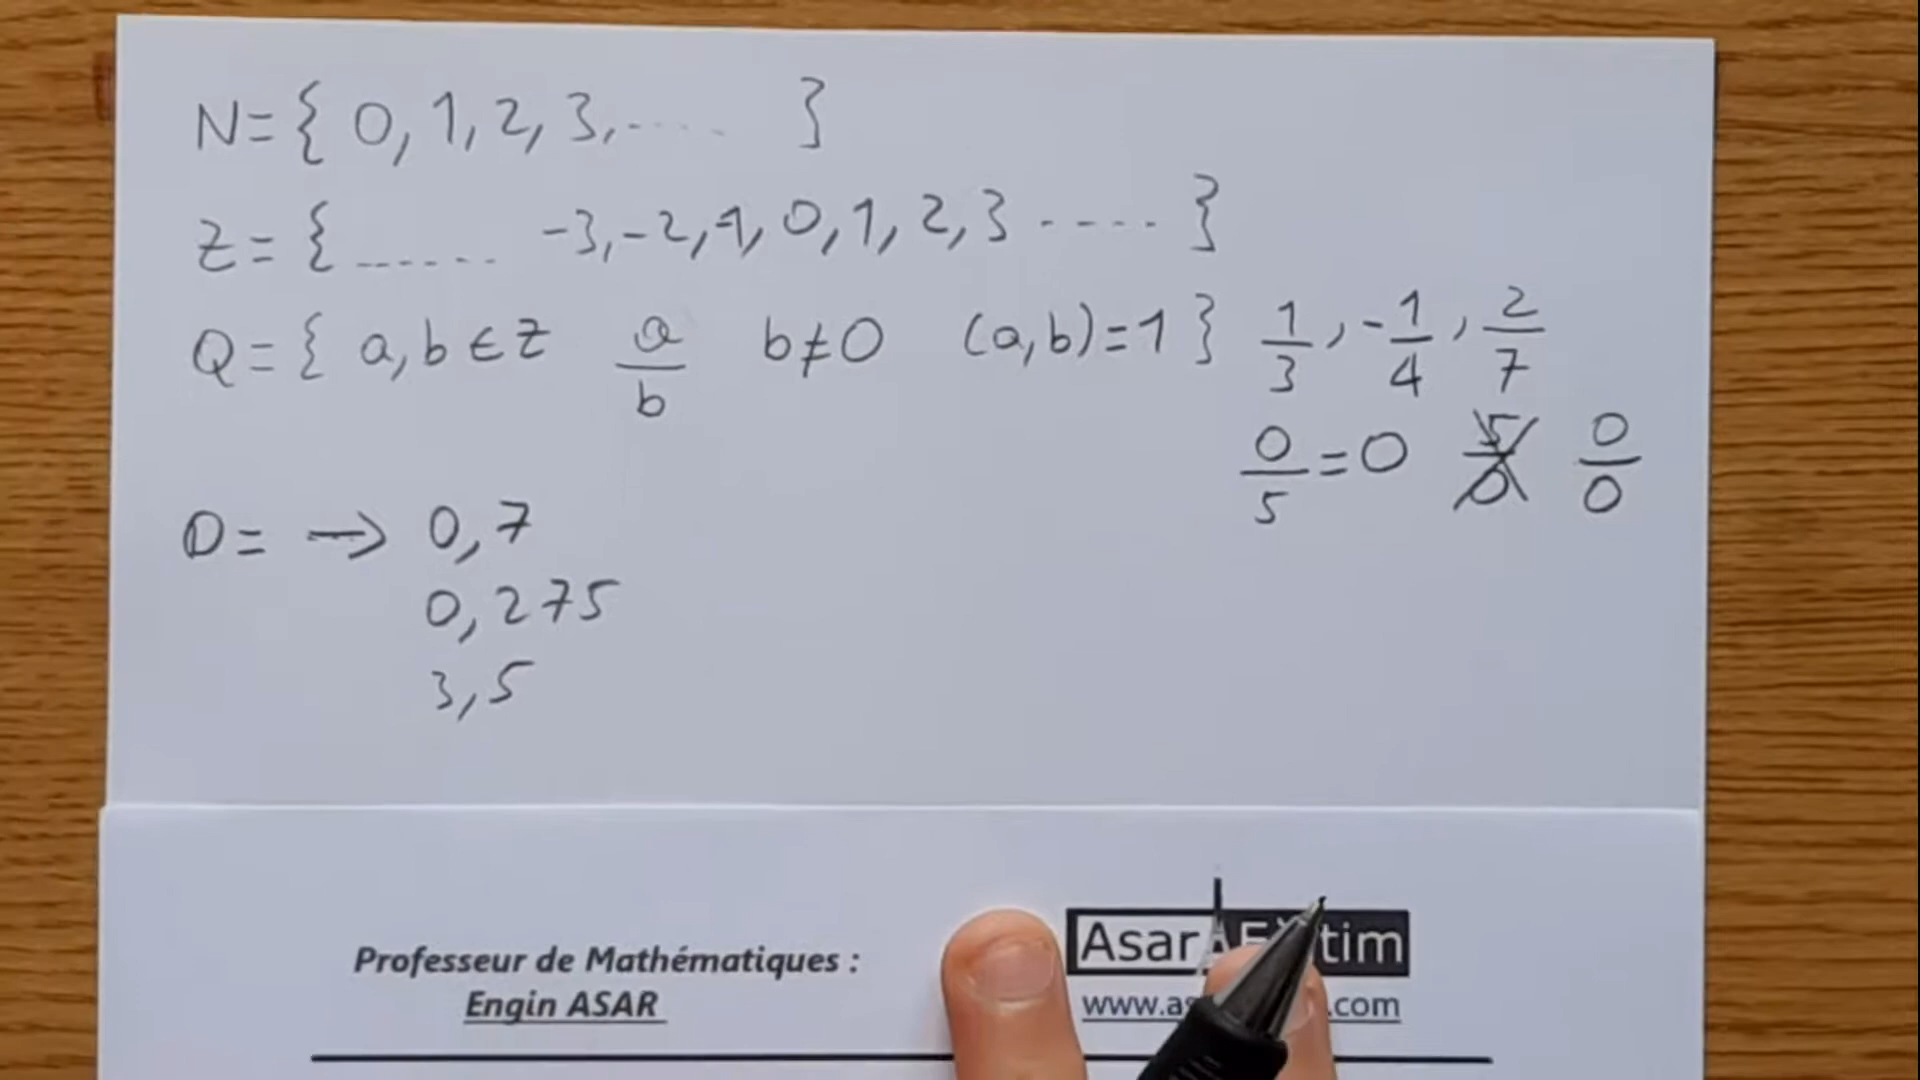 N={ 0, 1, 2, 3, ..... }
Z={ ...... -3, -2, -1, 0, 1, 2, 3 ..... }
Q={ a, b ∈ Z a/b b≠0 (a,b)=1 } 1/3, -1/4, 2/7
0/5=0 5/0 0/0
D= → 0,7
0,275
3,5
Professeur de Mathématiques :
Engin ASAR
Asar